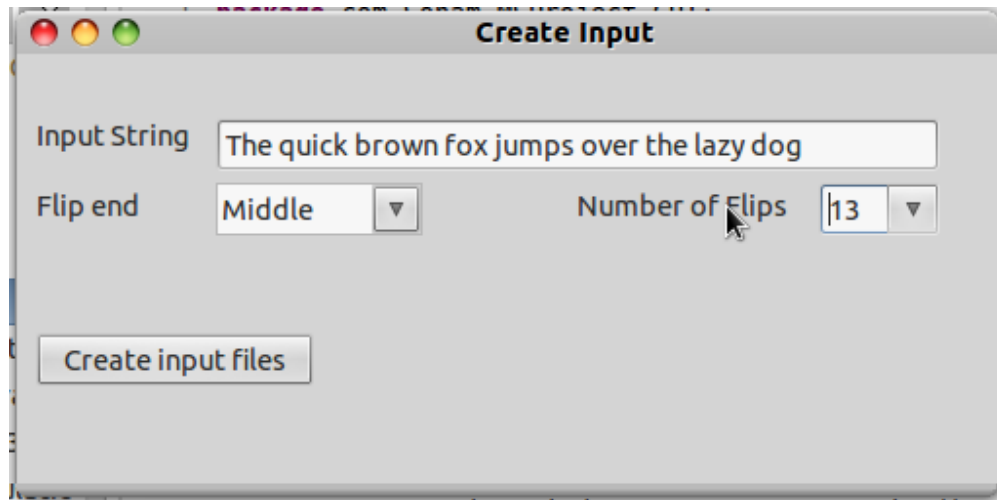 Create Input
Input String The quick brown fox jumps over the lazy dog
Flip end Middle Number of Flips 13
Create input files